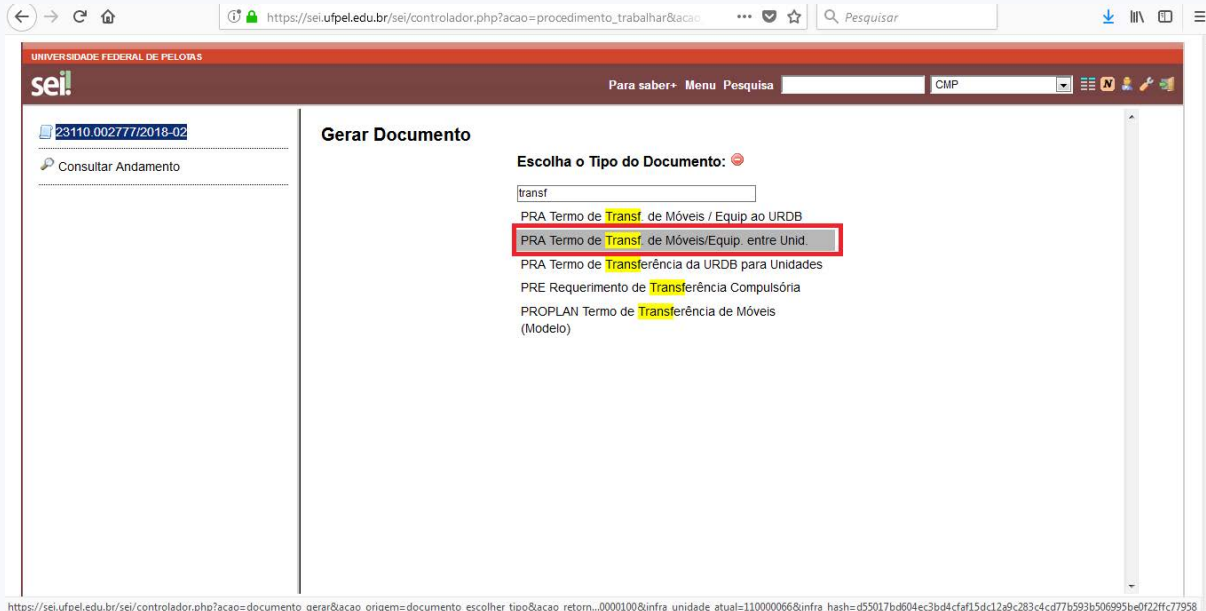 https://sei.ufpel.edu.br/sei/controlador.php?acao=procedimento_trabalhar&acao
Pesquisar
UNIVERSIDADE FEDERAL DE PELOTAS
sei!
Para saber+ Menu Pesquisa
CMP
23110.002777/2018-02
Consultar Andamento
Gerar Documento
Escolha o Tipo do Documento:
transf
PRA Termo de Transf. de Móveis / Equip ao URDB
PRA Termo de Transf. de Móveis/Equip. entre Unid.
PRA Termo de Transferência da URDB para Unidades
PRE Requerimento de Transferência Compulsória
PROPLAN Termo de Transferência de Móveis
(Modelo)
https://sei.ufpel.edu.br/sei/controlador.php?acao=documento_gerar&acao_origem=documento_escolher_tipo&acao_retorn...0000100&infra_unidade_atual=110000066&infra_hash=d55017bd604ec3bd4cfaf15dc12a9c283c4cd77b593b506995be0f22ffc77958